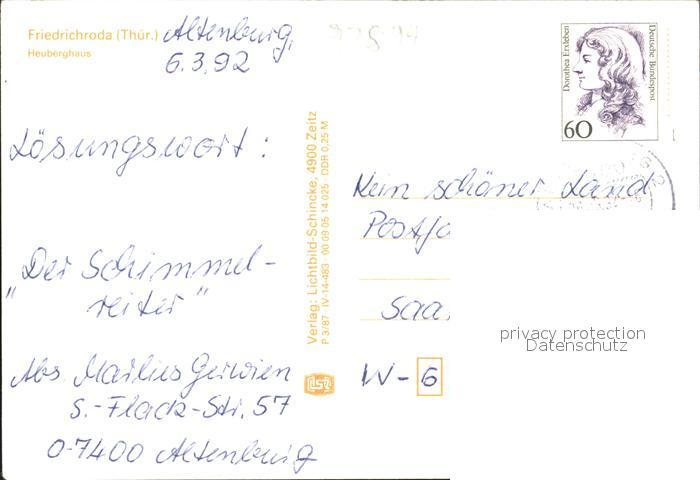 Friedrichroda (Thür.)
Heuberghaus
Altenburg,
6.3.92
Lösungswort :
"Der Schimmel-
reiter"
Abs. Marlies Gerwien
S.-Flack-Str. 57
O-7400 Altenburg
Verlag: Lichtbild-Schincke, 4900 Zeitz
P 3/87 IV-14-483 00 09 05 14 025 DDR 0,25 M
Dorothea Erxleben
Deutsche Bundespost
60
Kein schöner Land
Postfa
Saa
W-6
privacy protection
Datenschutz